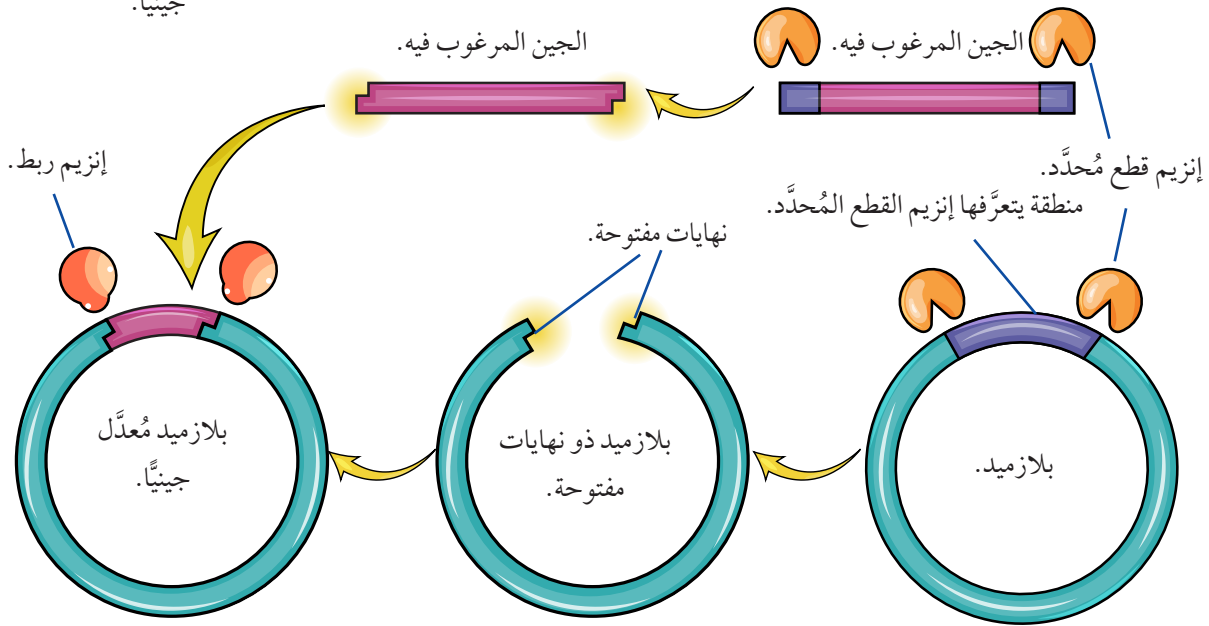 جينيًّا.
الجين المرغوب فيه.
الجين المرغوب فيه.
إنزيم قطع مُحدَّد.
منطقة يتعرَّفها إنزيم القطع المُحدَّد.
نهايات مفتوحة.
إنزيم ربط.
بلازميد.
بلازميد ذو نهايات
مفتوحة.
بلازميد مُعدَّل
جينيًّا.